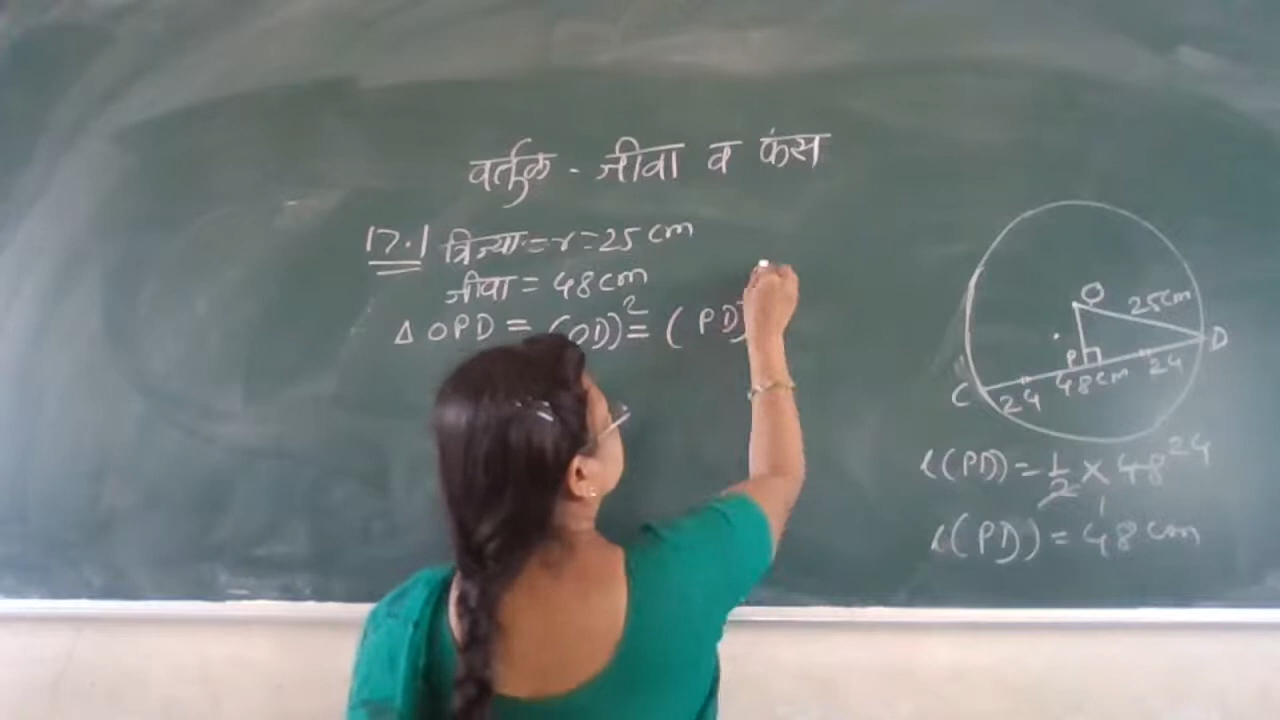 वर्तुळ - जीवा व कंस
17.1 त्रिज्या = r = 25 cm
जीवा = 48 cm
Δ OPD = (OD)² = (PD)
O
25cm
P
D
C 24 48cm 24
l(PD) = 1/2 × 48 24
1
l(PD) = 48 cm